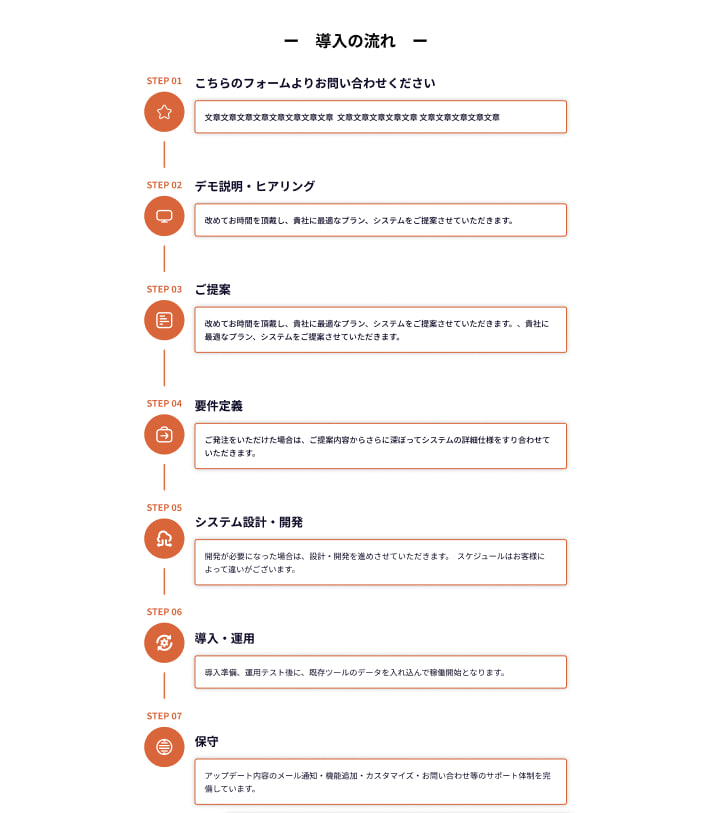 ー 導入の流れ ー
STEP 01
こちらのフォームよりお問い合わせください
文章文章文章文章文章文章文章文章 文章文章文章文章文章 文章文章文章文章文章
STEP 02
デモ説明・ヒアリング
改めてお時間を頂戴し、貴社に最適なプラン、システムをご提案させていただきます。
STEP 03
ご提案
改めてお時間を頂戴し、貴社に最適なプラン、システムをご提案させていただきます。、貴社に
最適なプラン、システムをご提案させていただきます。
STEP 04
要件定義
ご発注をいただけた場合は、ご提案内容からさらに深ぼってシステムの詳細仕様をすり合わせて
いただきます。
STEP 05
システム設計・開発
開発が必要になった場合は、設計・開発を進めさせていただきます。 スケジュールはお客様に
よって違いがございます。
STEP 06
導入・運用
導入準備、運用テスト後に、既存ツールのデータを入れ込んで稼働開始となります。
STEP 07
保守
アップデート内容のメール通知・機能追加・カスタマイズ・お問い合わせ等のサポート体制を完
備しています。